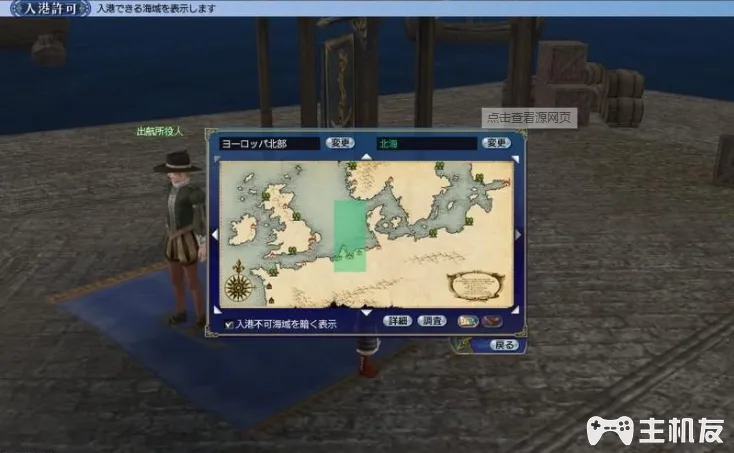 入港許可 入港できる海域を表示します
点击查看源网页
出航所役人
ヨーロッパ北部 変更 北海 変更
入港不可海域を暗く表示 詳細 調査
戻る
主机友